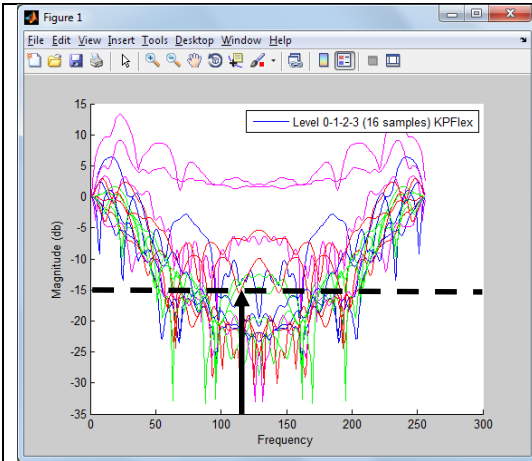 Figure 1
File Edit View Insert Tools Desktop Window Help
Level 0-1-2-3 (16 samples) KPFlex
15
10
5
0
-5
-10
-15
-20
-25
-30
-35
Magnitude (db)
0 50 100 150 200 250 300
Frequency